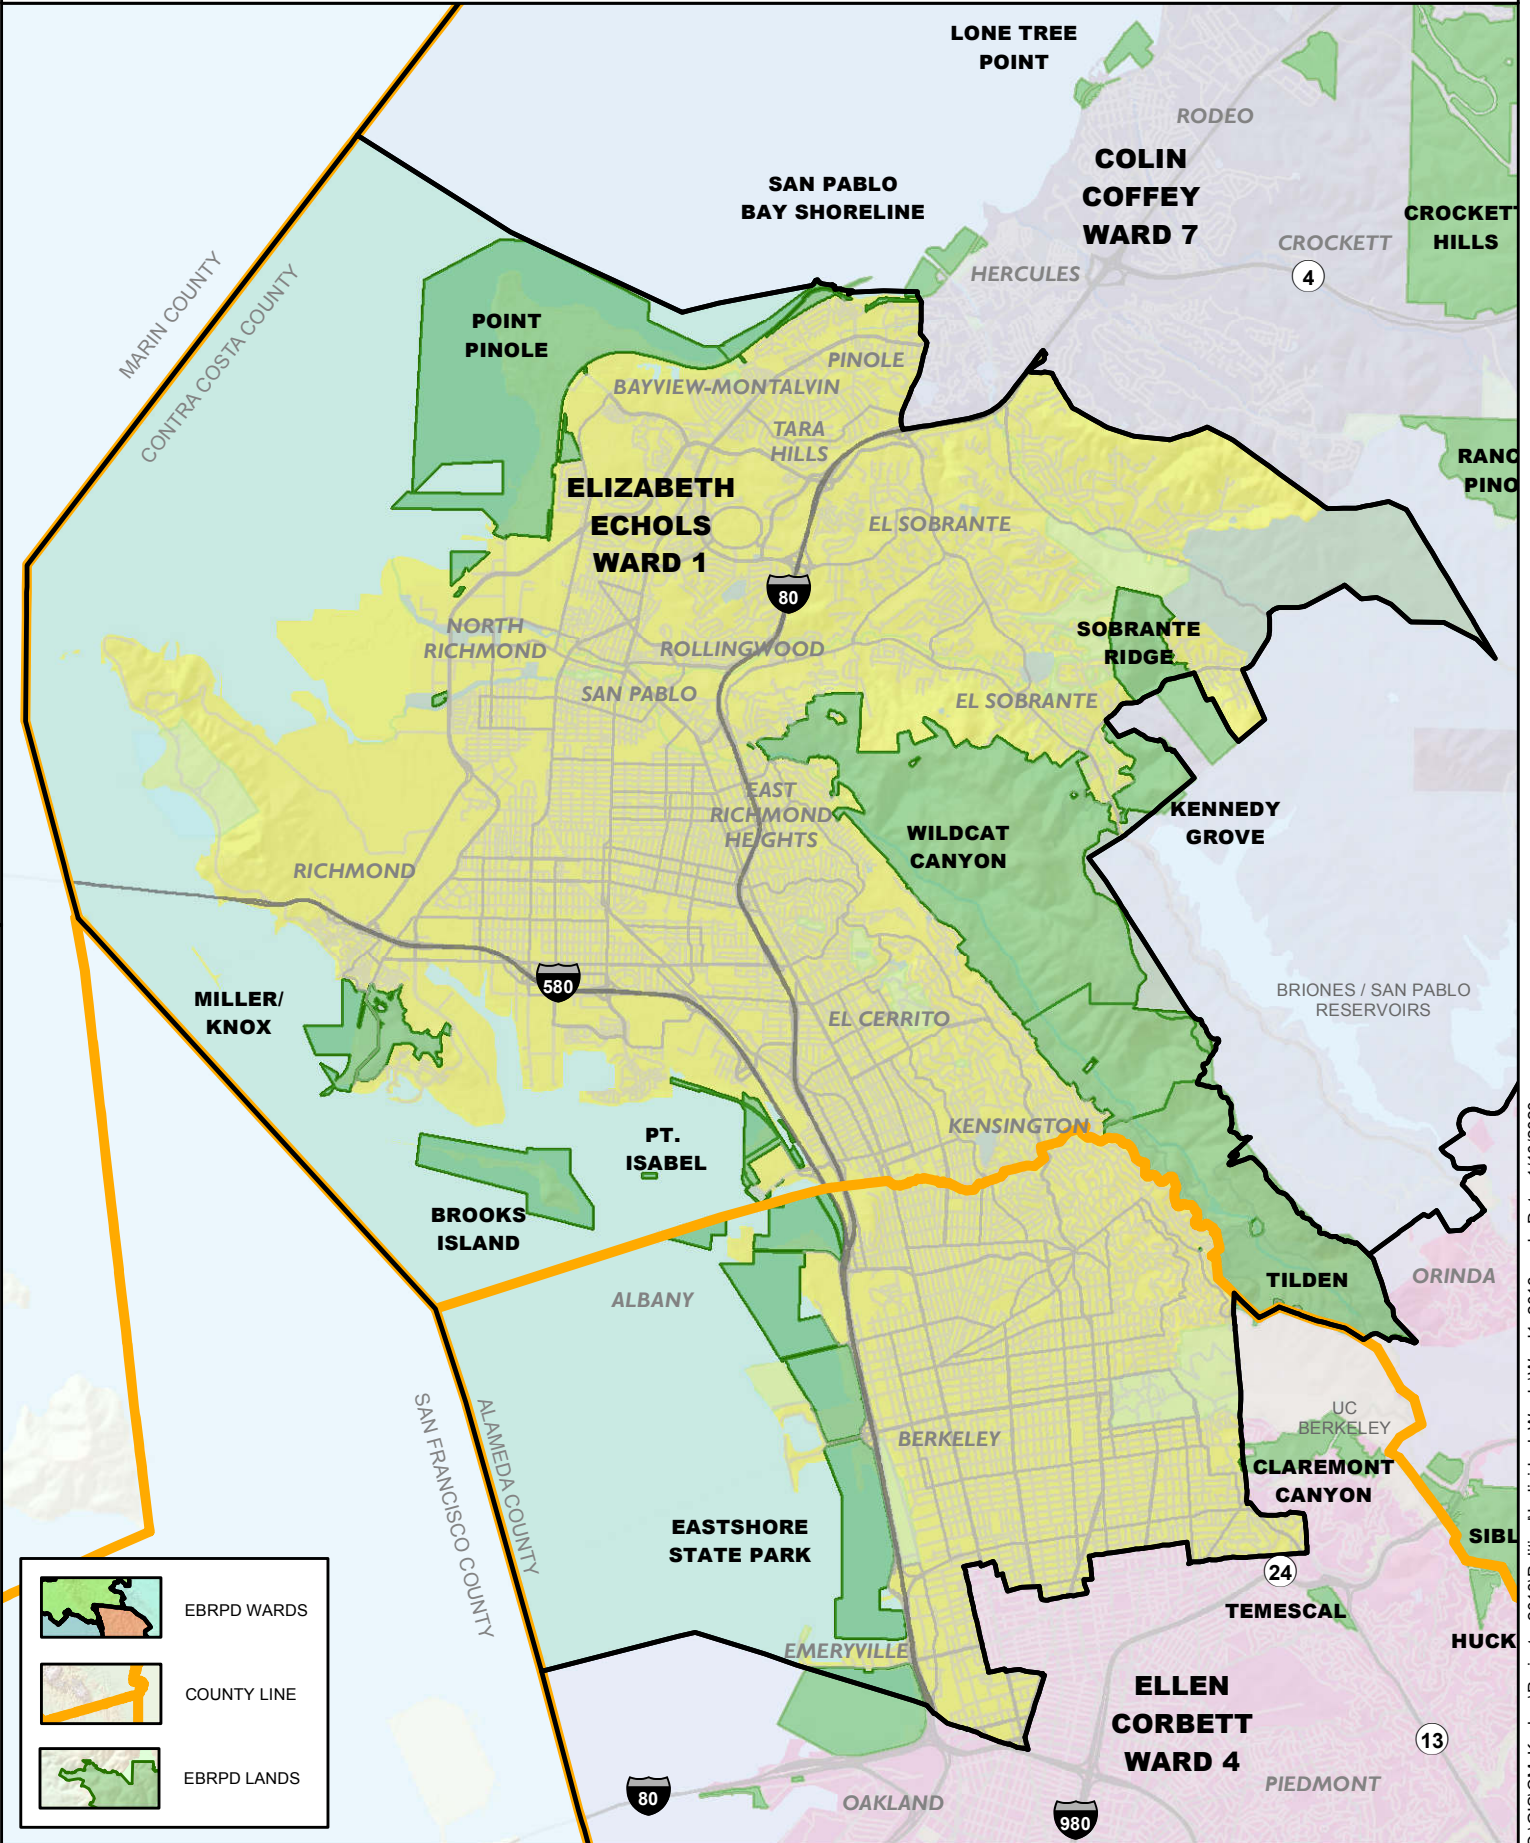 LONE TREE
POINT
RODEO
COLIN
COFFEY
WARD 7
SAN PABLO
BAY SHORELINE
CROCKETT
HILLS
CROCKETT
4
HERCULES
MARIN COUNTY
CONTRA COSTA COUNTY
POINT
PINOLE
PINOLE
BAYVIEW-MONTALVIN
TARA
HILLS
RANC
PINO
ELIZABETH
ECHOLS
WARD 1
EL SOBRANTE
80
NORTH
RICHMOND
ROLLINGWOOD
SOBRANTE
RIDGE
SAN PABLO
EL SOBRANTE
EAST
RICHMOND
HEIGHTS
KENNEDY
GROVE
WILDCAT
CANYON
RICHMOND
580
MILLER/
KNOX
BRIONES / SAN PABLO
RESERVOIRS
EL CERRITO
KENSINGTON
PT.
ISABEL
BROOKS
ISLAND
TILDEN
ORINDA
ALBANY
UC
BERKELEY
SAN FRANCISCO COUNTY
ALAMEDA COUNTY
BERKELEY
CLAREMONT
CANYON
EASTSHORE
STATE PARK
SIBL
24
TEMESCAL
HUCK
EMERYVILLE
ELLEN
CORBETT
WARD 4
13
PIEDMONT
80
OAKLAND
980
EBRPD WARDS
COUNTY LINE
EBRPD LANDS